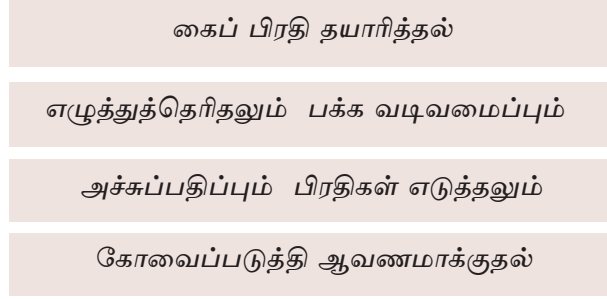 கைப் பிரதி தயாரித்தல்
எழுத்துத்தெரிதலும் பக்க வடிவமைப்பும்
அச்சுப்பதிப்பும் பிரதிகள் எடுத்தலும்
கோவைப்படுத்தி ஆவணமாக்குதல்